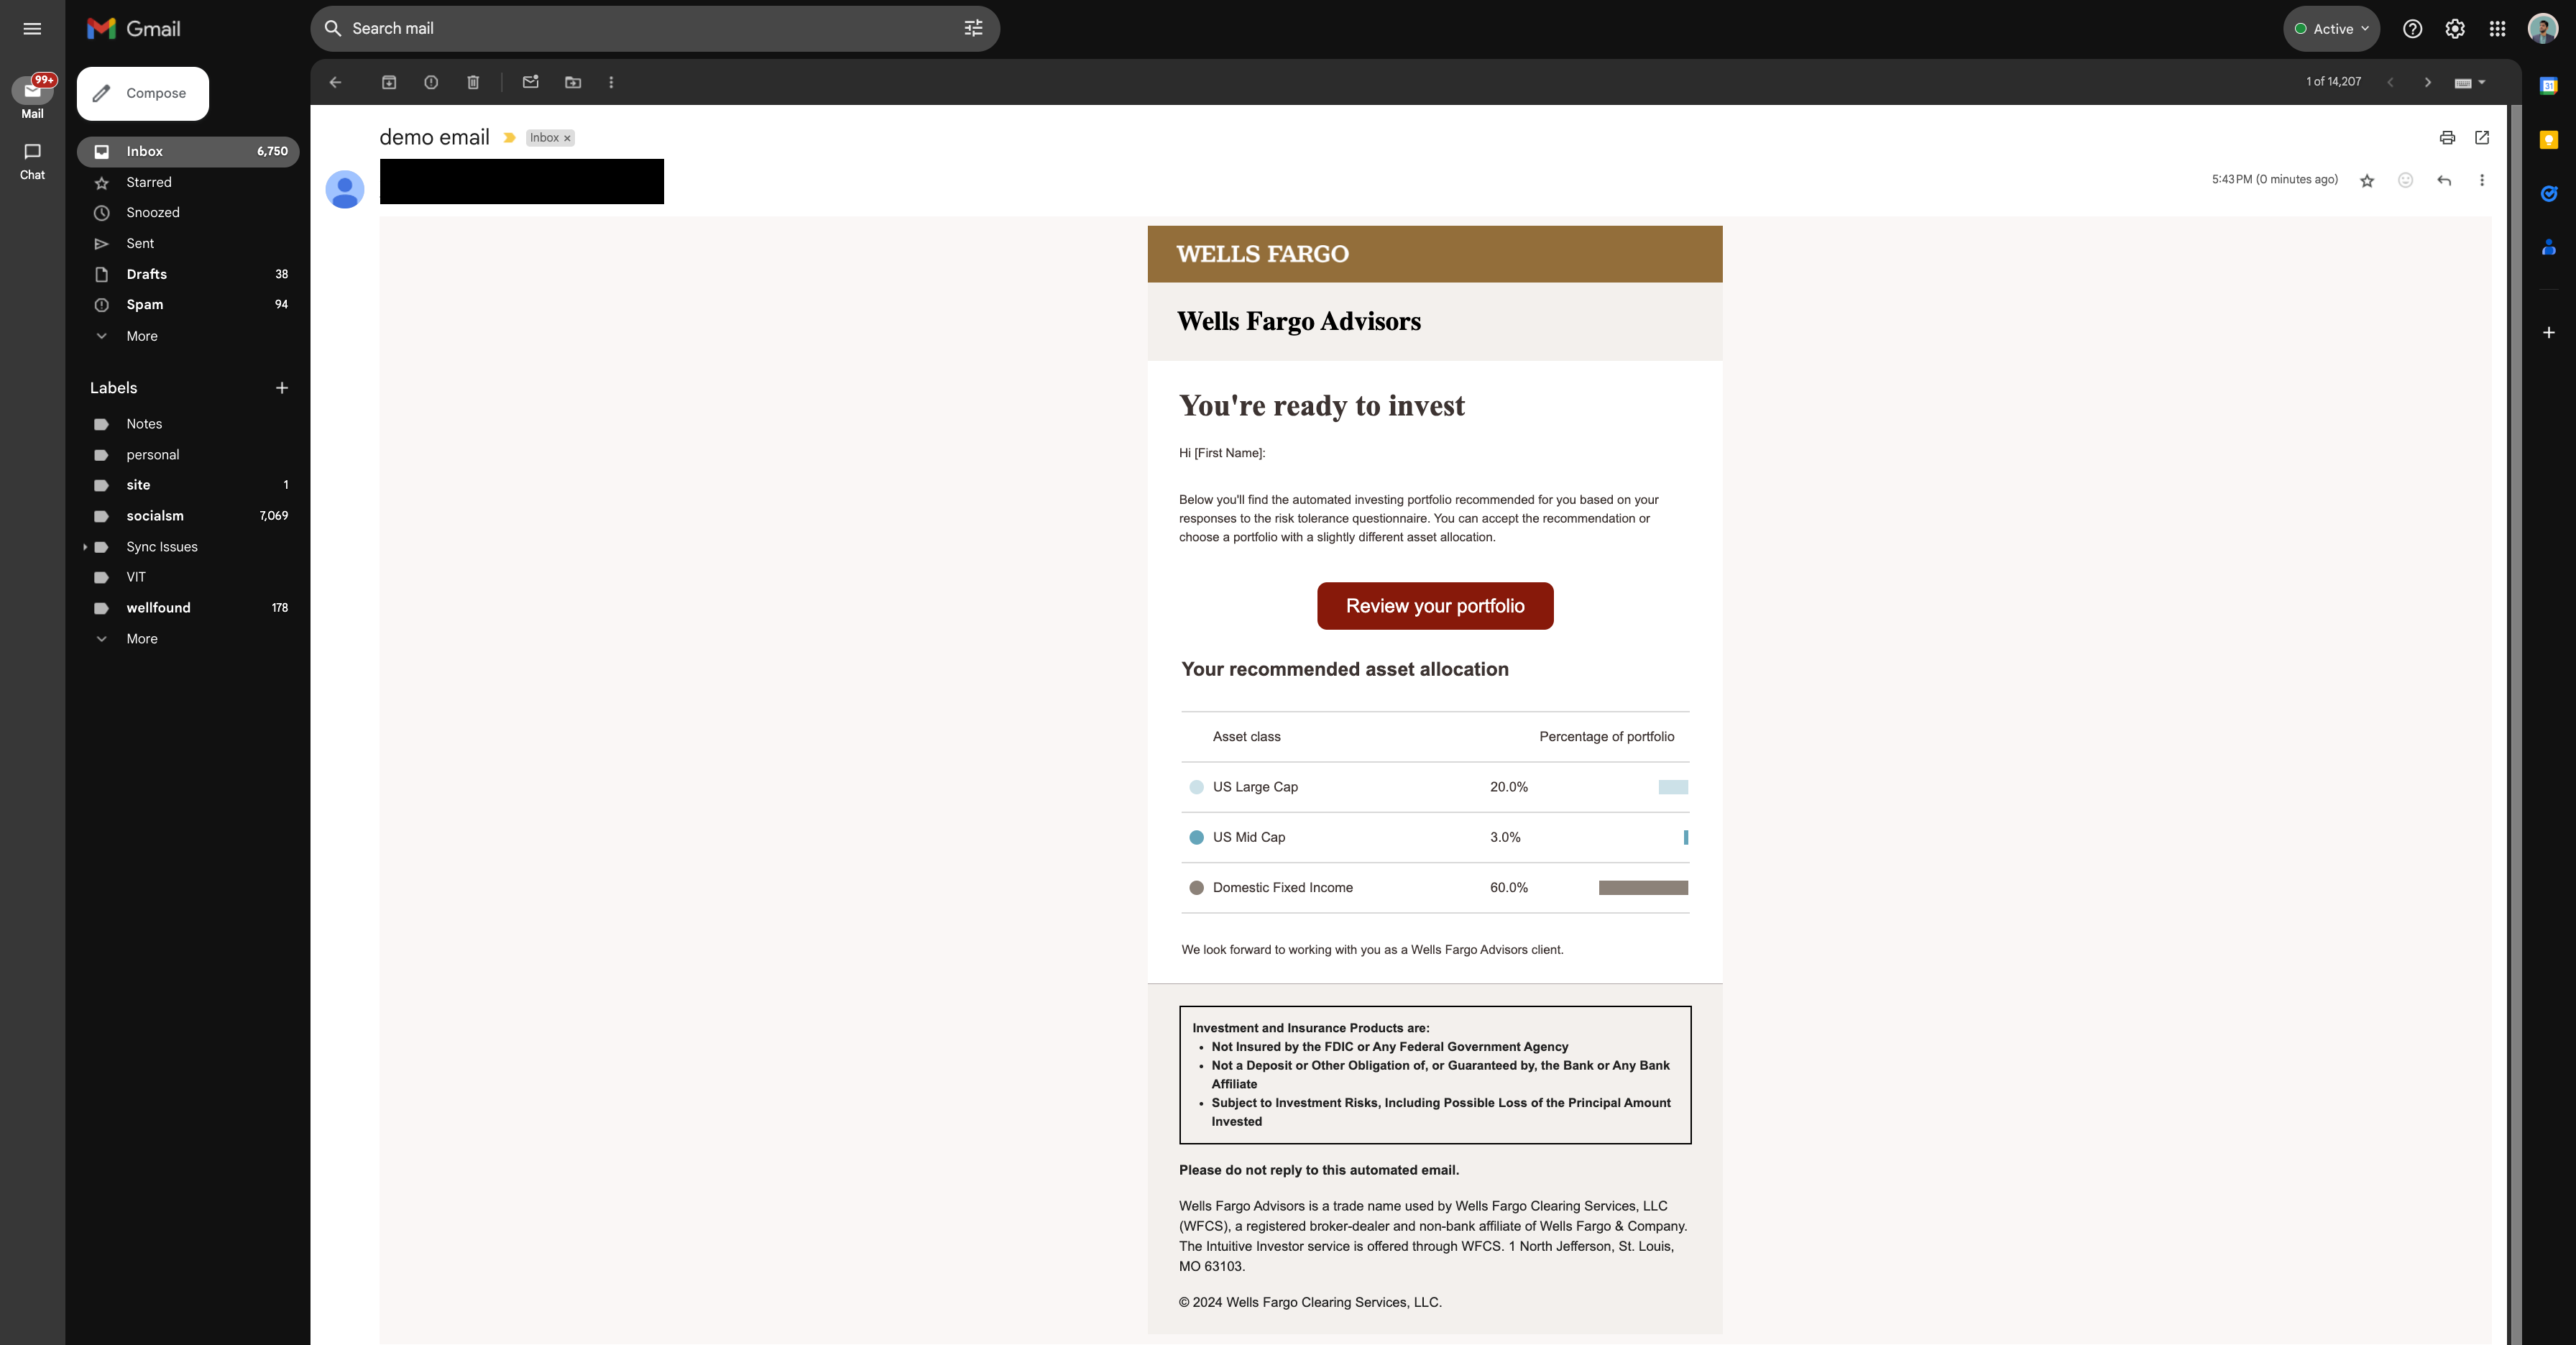 Gmail
Search mail
Active
99+
Mail
Chat
Compose
Inbox 6,750
Starred
Snoozed
Sent
Drafts 38
Spam 94
More
Labels
Notes
personal
site 1
socialsm 7,069
Sync Issues
VIT
wellfound 178
More
1 of 14,207
31
demo email
Inbox ×
5:43 PM (0 minutes ago)
WELLS FARGO
Wells Fargo Advisors
You're ready to invest
Hi [First Name]:
Below you'll find the automated investing portfolio recommended for you based on your
responses to the risk tolerance questionnaire. You can accept the recommendation or
choose a portfolio with a slightly different asset allocation.
Review your portfolio
Your recommended asset allocation
Asset class Percentage of portfolio
US Large Cap 20.0%
US Mid Cap 3.0%
Domestic Fixed Income 60.0%
We look forward to working with you as a Wells Fargo Advisors client.
Investment and Insurance Products are:
• Not Insured by the FDIC or Any Federal Government Agency
• Not a Deposit or Other Obligation of, or Guaranteed by, the Bank or Any Bank
Affiliate
• Subject to Investment Risks, Including Possible Loss of the Principal Amount
Invested
Please do not reply to this automated email.
Wells Fargo Advisors is a trade name used by Wells Fargo Clearing Services, LLC
(WFCS), a registered broker-dealer and non-bank affiliate of Wells Fargo & Company.
The Intuitive Investor service is offered through WFCS. 1 North Jefferson, St. Louis,
MO 63103.
© 2024 Wells Fargo Clearing Services, LLC.